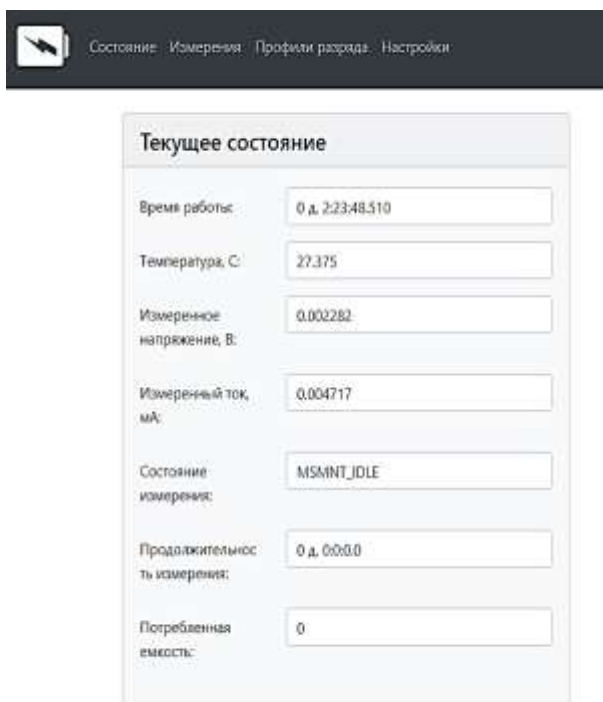 Состояние Измерения Профили разряда Настройки
Текущее состояние
Время работы: 0 д, 2:23:48.510
Температура, С: 27.375
Измеренное 0.002282
напряжение, В:
Измеренный ток, 0.004717
мА:
Состояние MSMNT_IDLE
измерения:
Продолжительнос 0 д, 0:0:0.0
ть измерения:
Потребленная 0
емкость: